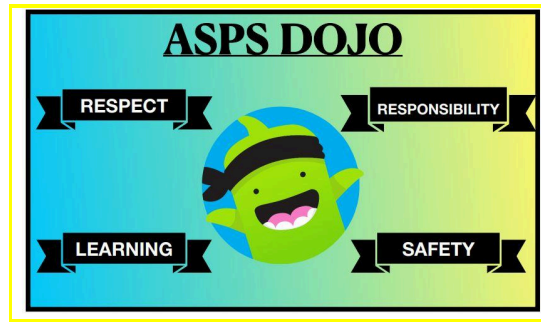 ASPS DOJO
RESPECT
RESPONSIBILITY
LEARNING
SAFETY